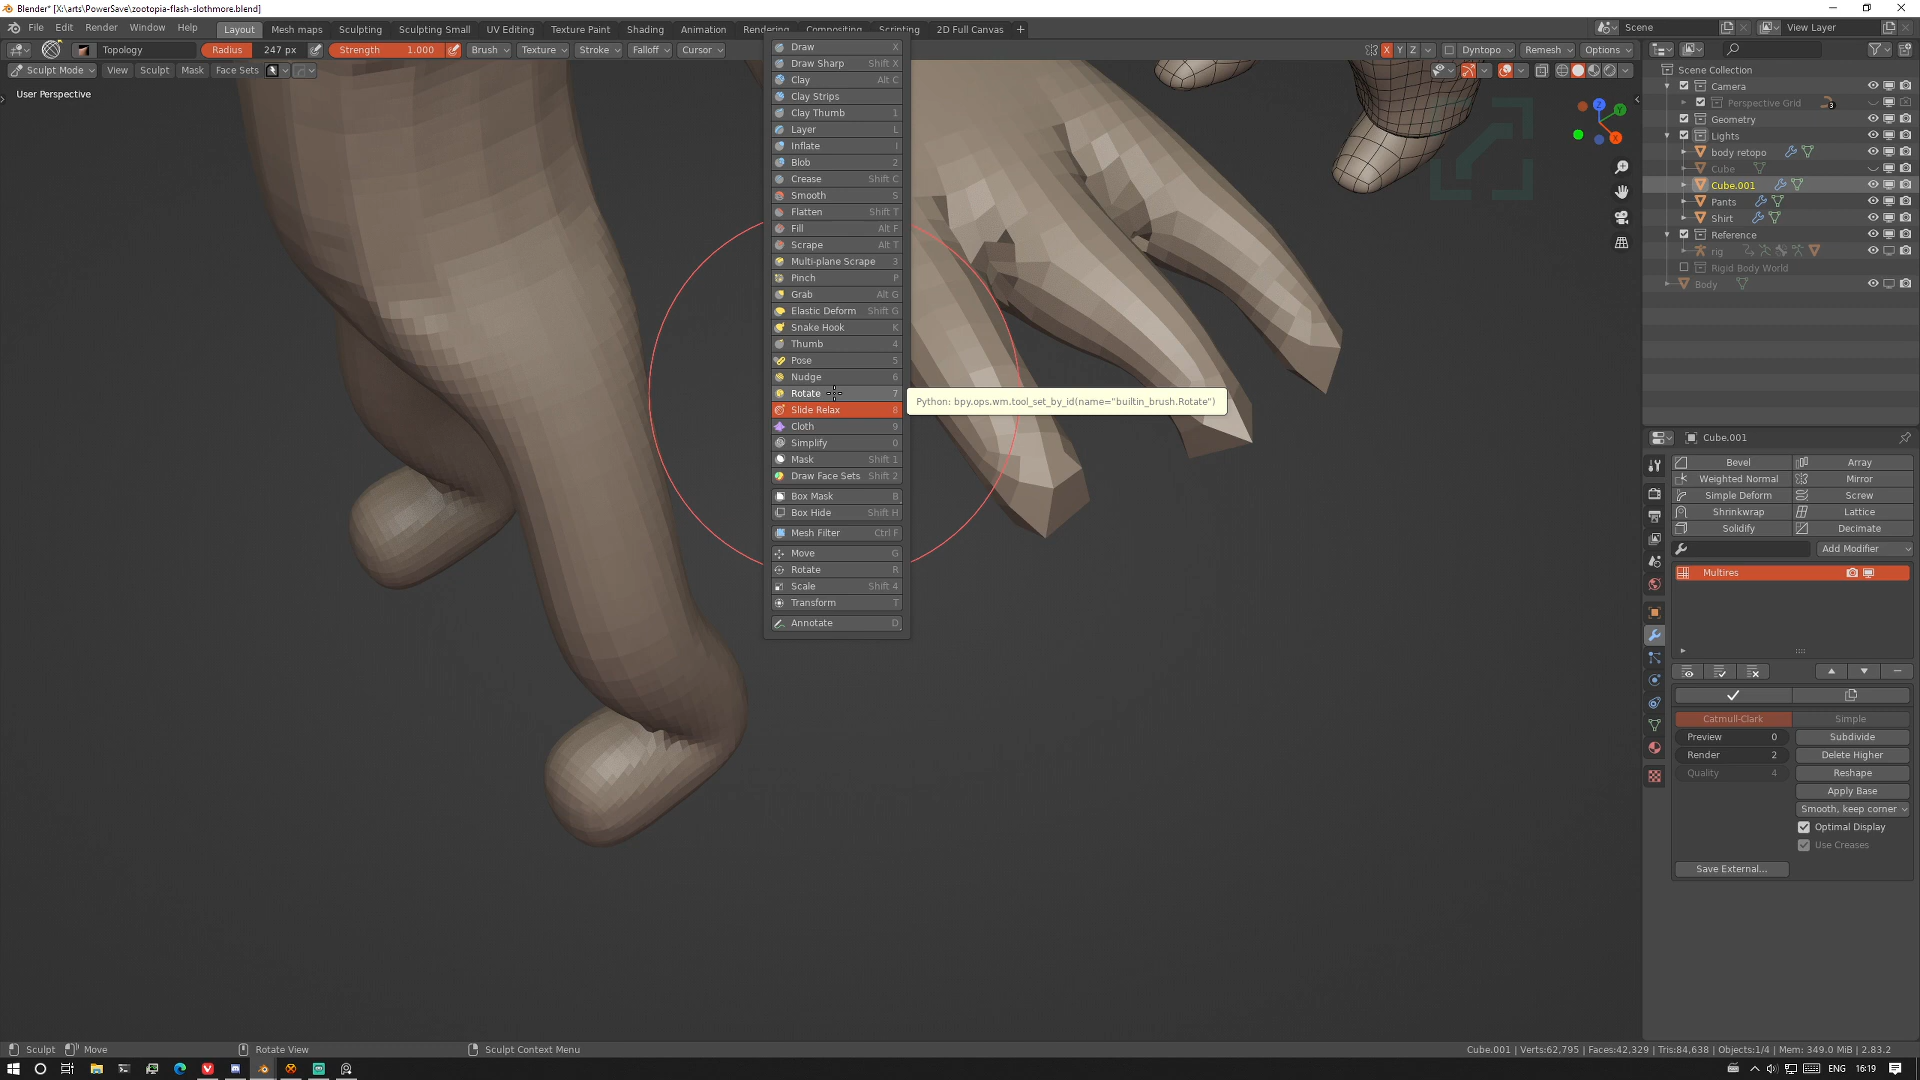 Blender* [X:\arts\PowerSave\zootopia-flash-slothmore.blend]
File Edit Render Window Help Layout Mesh maps Sculpting Sculpting Small UV Editing Texture Paint Shading Animation Rendering Compositing Scripting 2D Full Canvas + Scene View Layer
Topology Radius 247 px Strength 1.000 Brush Texture Stroke Falloff Cursor X Y Z Dyntopo Remesh Options
Sculpt Mode View Sculpt Mask Face Sets
User Perspective
Draw X
Draw Sharp Shift X
Clay Alt C
Clay Strips
Clay Thumb 1
Layer L
Inflate I
Blob 2
Crease Shift C
Smooth S
Flatten Shift T
Fill Alt F
Scrape Alt T
Multi-plane Scrape 3
Pinch P
Grab Alt G
Elastic Deform Shift G
Snake Hook K
Thumb 4
Pose 5
Nudge 6
Rotate 7
Slide Relax 8
Cloth 9
Simplify 0
Mask Shift 1
Draw Face Sets Shift 2
Box Mask B
Box Hide Shift H
Mesh Filter Ctrl F
Move G
Rotate R
Scale Shift 4
Transform T
Annotate D
Python: bpy.ops.wm.tool_set_by_id(name="builtin_brush.Rotate")
Z
Y
X
Scene Collection
Camera
Perspective Grid 3
Geometry
Lights
body retopo
Cube
Cube.001
Pants
Shirt
Reference
rig
Rigid Body World
Body
Cube.001
Bevel Array
Weighted Normal Mirror
Simple Deform Screw
Shrinkwrap Lattice
Solidify Decimate
Add Modifier
Multires
Catmull-Clark Simple
Preview 0 Subdivide
Render 2 Delete Higher
Quality 4 Reshape
Apply Base
Smooth, keep corner
Optimal Display
Use Creases
Save External...
Sculpt Move Rotate View Sculpt Context Menu Cube.001 | Verts:62,795 | Faces:42,329 | Tris:84,638 | Objects:1/4 | Mem: 349.0 MiB | 2.83.2
ENG 16:19